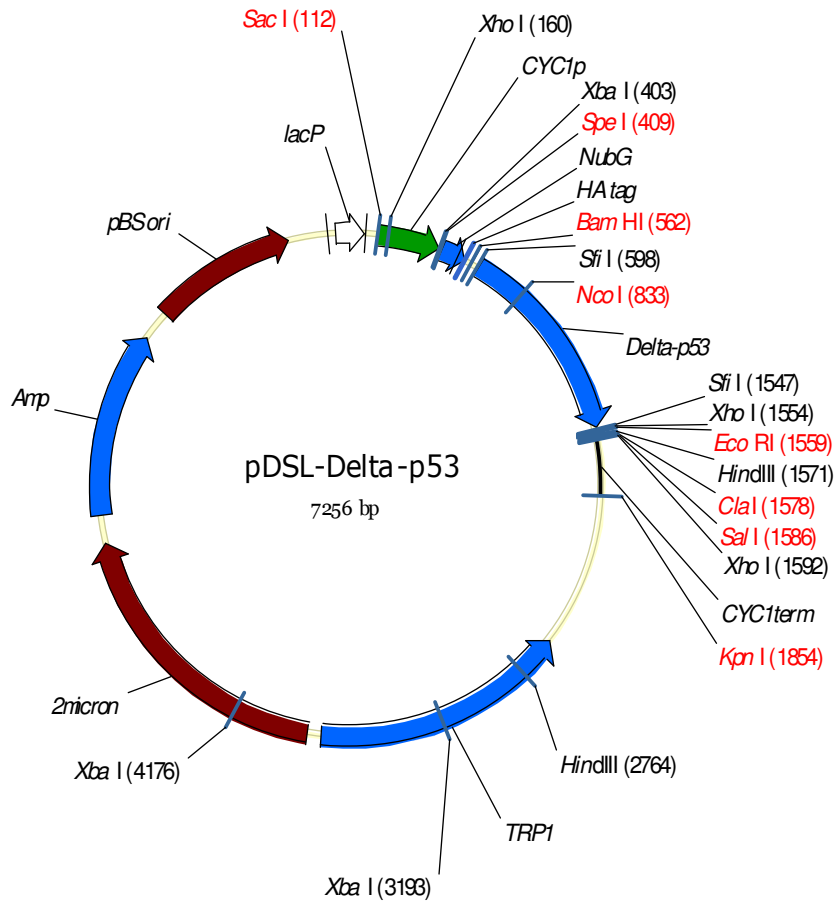 Sac I (112)
Xho I (160)
CYC1p
Xba I (403)
Spe I (409)
NubG
HA tag
Bam HI (562)
Sfi I (598)
Nco I (833)
Delta-p53
Sfi I (1547)
Xho I (1554)
Eco RI (1559)
HindIII (1571)
Cla I (1578)
Sal I (1586)
Xho I (1592)
CYC1term
Kpn I (1854)
HindIII (2764)
TRP1
Xba I (3193)
Xba I (4176)
2micron
Amp
pBS ori
lacP
pDSL-Delta-p53
7256 bp